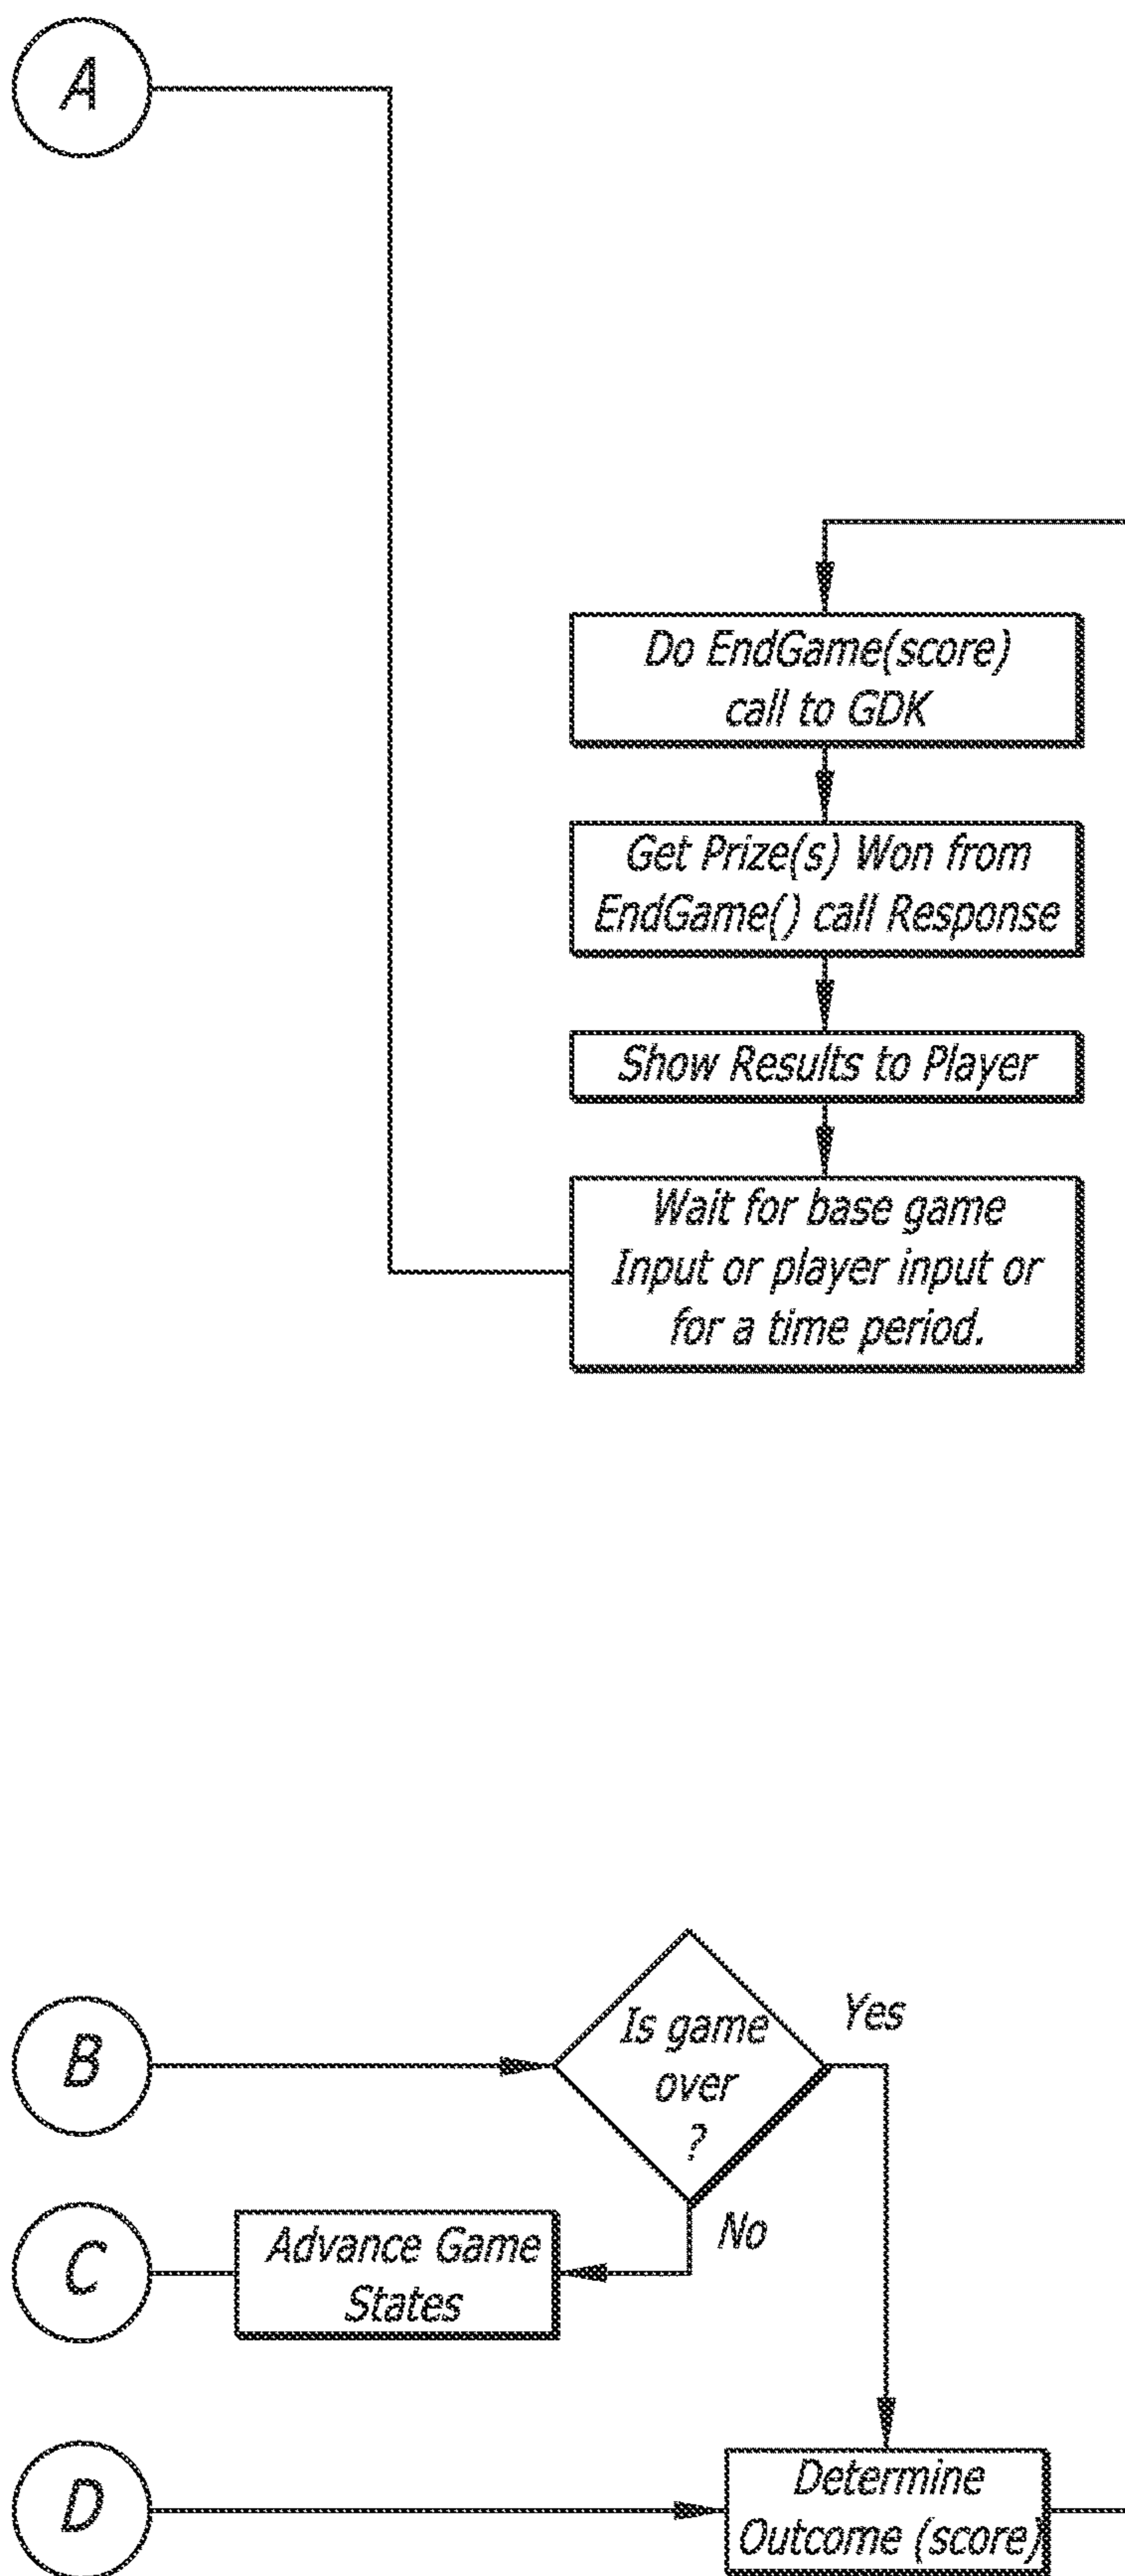 A
Do EndGame(score)
call to GDK
Get Prize(s) Won from
EndGame() call Response
Show Results to Player
Wait for base game
Input or player input or
for a time period.
B
Is game
over
?
Yes
No
C
Advance Game
States
D
Determine
Outcome (score)